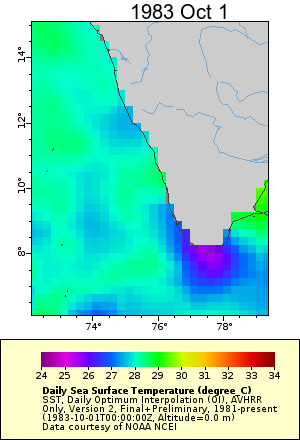 1983 Oct 1
14°
12°
10°
8°
74° 76° 78°
24 25 26 27 28 29 30 31 32 33 34
Daily Sea Surface Temperature (degree_C)
SST, Daily Optimum Interpolation (OI), AVHRR
Only, Version 2, Final+Preliminary, 1981-present
(1983-10-01T00:00:00Z, Altitude=0.0 m)
Data courtesy of NOAA NCEI